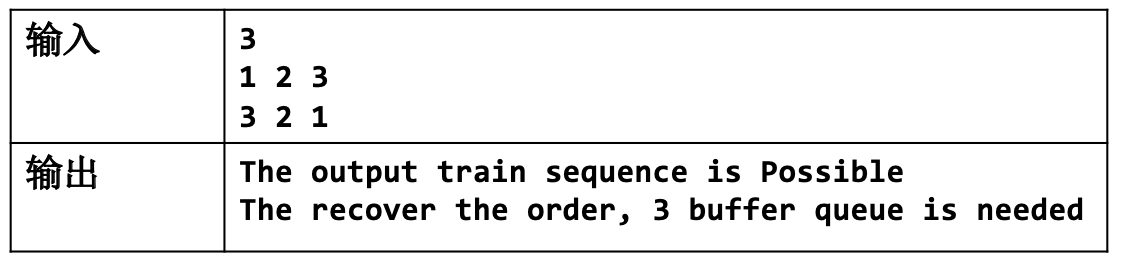 输入
3
1 2 3
3 2 1
输出
The output train sequence is Possible
The recover the order, 3 buffer queue is needed